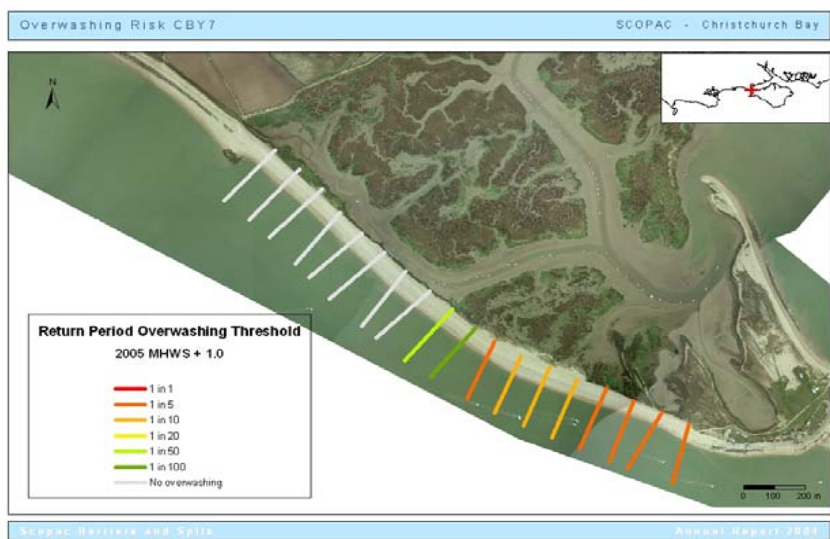 Overwashing Risk CBY7
SCOPAC - Christchurch Bay
N
Return Period Overwashing Threshold
2005 MHWS + 1.0
1 in 1
1 in 5
1 in 10
1 in 20
1 in 50
1 in 100
No overwashing
0 100 200 m
Scopac Barriers and Spits
Annual Report